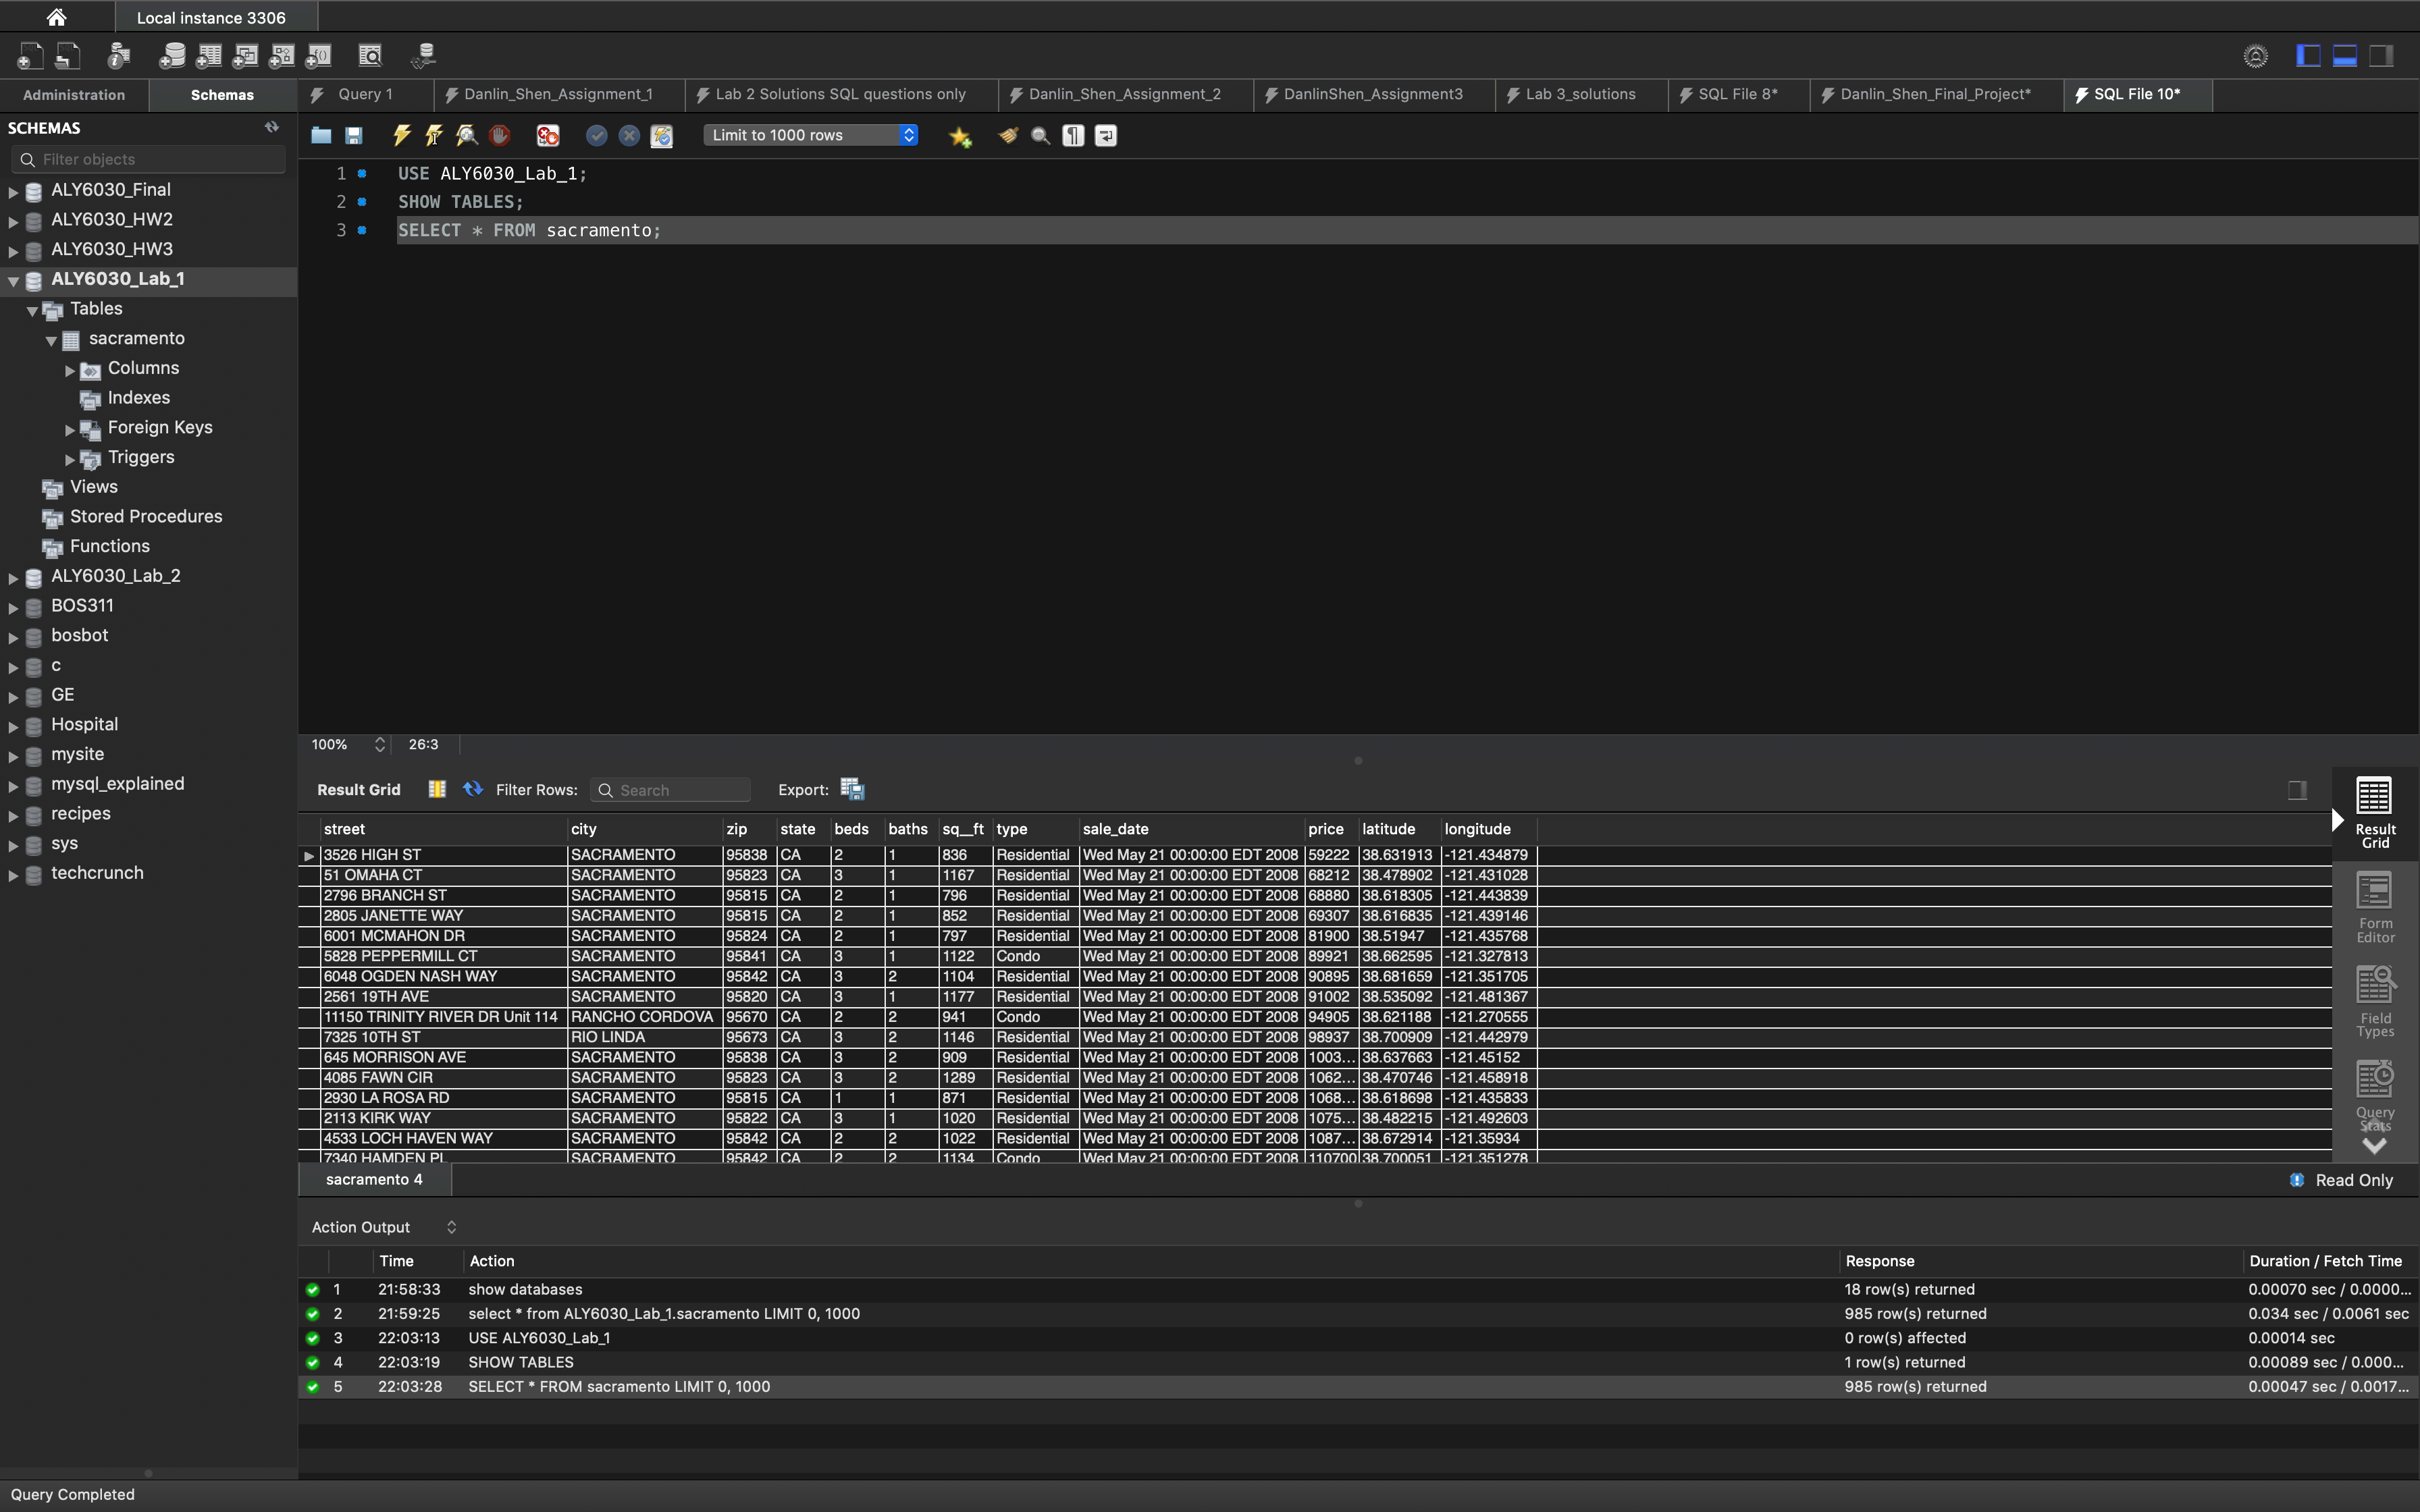 Local instance 3306
Administration Schemas Query 1 Danlin_Shen_Assignment_1 Lab 2 Solutions SQL questions only Danlin_Shen_Assignment_2 DanlinShen_Assignment3 Lab 3_solutions SQL File 8* Danlin_Shen_Final_Project* SQL File 10*
SCHEMAS
Limit to 1000 rows
Filter objects
1 USE ALY6030_Lab_1;
2 SHOW TABLES;
3 SELECT * FROM sacramento;
ALY6030_Final
ALY6030_HW2
ALY6030_HW3
ALY6030_Lab_1
Tables
sacramento
Columns
Indexes
Foreign Keys
Triggers
Views
Stored Procedures
Functions
ALY6030_Lab_2
BOS311
bosbot
c
GE
Hospital
mysite
mysql_explained
recipes
sys
techcrunch
100% 26:3
Result Grid Filter Rows: Search Export:
street city zip state beds baths sq__ft type sale_date price latitude longitude
3526 HIGH ST SACRAMENTO 95838 CA 2 1 836 Residential Wed May 21 00:00:00 EDT 2008 59222 38.631913 -121.434879
51 OMAHA CT SACRAMENTO 95823 CA 3 1 1167 Residential Wed May 21 00:00:00 EDT 2008 68212 38.478902 -121.431028
2796 BRANCH ST SACRAMENTO 95815 CA 2 1 796 Residential Wed May 21 00:00:00 EDT 2008 68880 38.618305 -121.443839
2805 JANETTE WAY SACRAMENTO 95815 CA 2 1 852 Residential Wed May 21 00:00:00 EDT 2008 69307 38.616835 -121.439146
6001 MCMAHON DR SACRAMENTO 95824 CA 2 1 797 Residential Wed May 21 00:00:00 EDT 2008 81900 38.51947 -121.435768
5828 PEPPERMILL CT SACRAMENTO 95841 CA 3 1 1122 Condo Wed May 21 00:00:00 EDT 2008 89921 38.662595 -121.327813
6048 OGDEN NASH WAY SACRAMENTO 95842 CA 3 2 1104 Residential Wed May 21 00:00:00 EDT 2008 90895 38.681659 -121.351705
2561 19TH AVE SACRAMENTO 95820 CA 3 1 1177 Residential Wed May 21 00:00:00 EDT 2008 91002 38.535092 -121.481367
11150 TRINITY RIVER DR Unit 114 RANCHO CORDOVA 95670 CA 2 2 941 Condo Wed May 21 00:00:00 EDT 2008 94905 38.621188 -121.270555
7325 10TH ST RIO LINDA 95673 CA 3 2 1146 Residential Wed May 21 00:00:00 EDT 2008 98937 38.700909 -121.442979
645 MORRISON AVE SACRAMENTO 95838 CA 3 2 909 Residential Wed May 21 00:00:00 EDT 2008 1003... 38.637663 -121.45152
4085 FAWN CIR SACRAMENTO 95823 CA 3 2 1289 Residential Wed May 21 00:00:00 EDT 2008 1062... 38.470746 -121.458918
2930 LA ROSA RD SACRAMENTO 95815 CA 1 1 871 Residential Wed May 21 00:00:00 EDT 2008 1068... 38.618698 -121.435833
2113 KIRK WAY SACRAMENTO 95822 CA 3 1 1020 Residential Wed May 21 00:00:00 EDT 2008 1075... 38.482215 -121.492603
4533 LOCH HAVEN WAY SACRAMENTO 95842 CA 2 2 1022 Residential Wed May 21 00:00:00 EDT 2008 1087... 38.672914 -121.35934
7340 HAMDEN PL SACRAMENTO 95842 CA 2 2 1134 Condo Wed May 21 00:00:00 EDT 2008 110700 38.700051 -121.351278
Result
Grid
Form
Editor
Field
Types
Query
Stats
sacramento 4 Read Only
Action Output
Time Action Response Duration / Fetch Time
1 21:58:33 show databases 18 row(s) returned 0.00070 sec / 0.0000...
2 21:59:25 select * from ALY6030_Lab_1.sacramento LIMIT 0, 1000 985 row(s) returned 0.034 sec / 0.0061 sec
3 22:03:13 USE ALY6030_Lab_1 0 row(s) affected 0.00014 sec
4 22:03:19 SHOW TABLES 1 row(s) returned 0.00089 sec / 0.000...
5 22:03:28 SELECT * FROM sacramento LIMIT 0, 1000 985 row(s) returned 0.00047 sec / 0.0017...
Query Completed